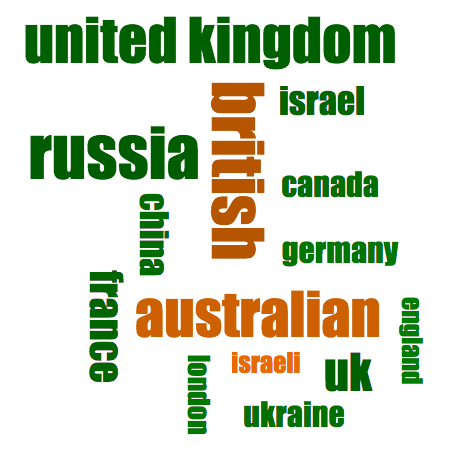 united kingdom
british
israel
russia
canada
china
germany
france
australian
england
israeli
uk
london
ukraine